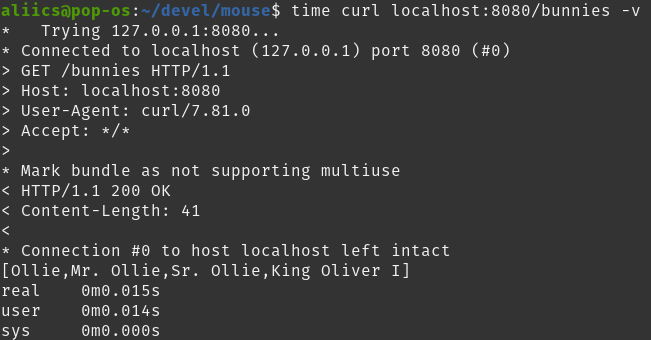 aliics@pop-os:~/devel/mouse$ time curl localhost:8080/bunnies -v
*   Trying 127.0.0.1:8080...
* Connected to localhost (127.0.0.1) port 8080 (#0)
> GET /bunnies HTTP/1.1
> Host: localhost:8080
> User-Agent: curl/7.81.0
> Accept: */*
>
* Mark bundle as not supporting multiuse
< HTTP/1.1 200 OK
< Content-Length: 41
<
* Connection #0 to host localhost left intact
[Ollie,Mr. Ollie,Sr. Ollie,King Oliver I]
real    0m0.015s
user    0m0.014s
sys     0m0.000s